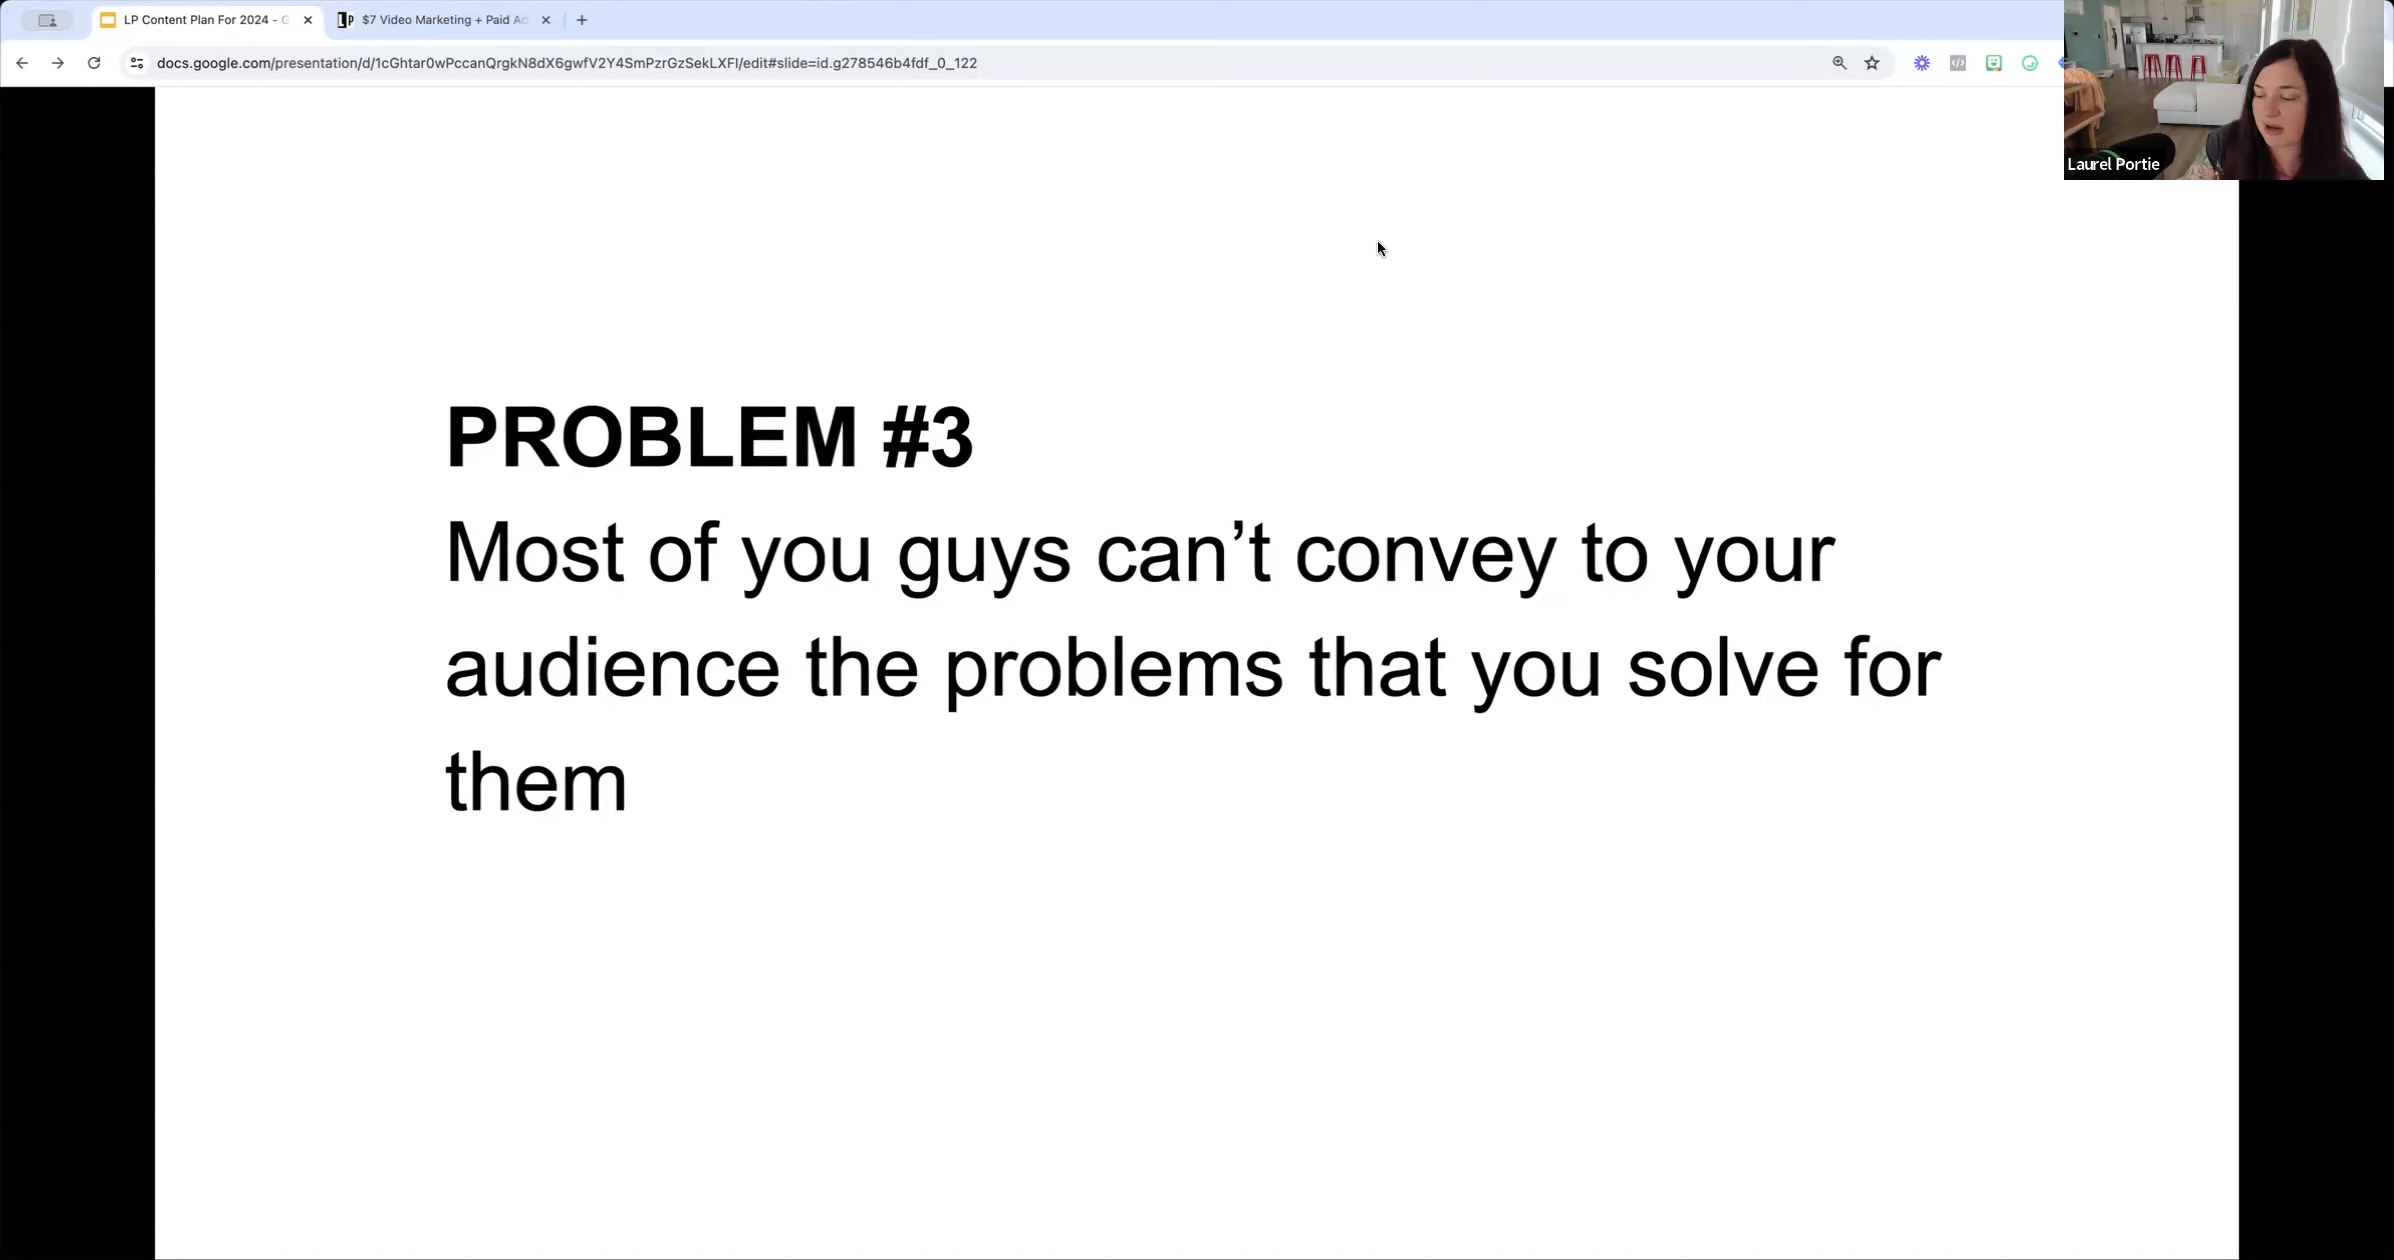 LP Content Plan For 2024 - G
$7 Video Marketing + Paid Ad
docs.google.com/presentation/d/1cGhtar0wPccanQrgkN8dX6gwfV2Y4SmPzrGzSekLXFI/edit#slide=id.g278546b4fdf_0_122
Laurel Portie
PROBLEM #3
Most of you guys can’t convey to your
audience the problems that you solve for
them